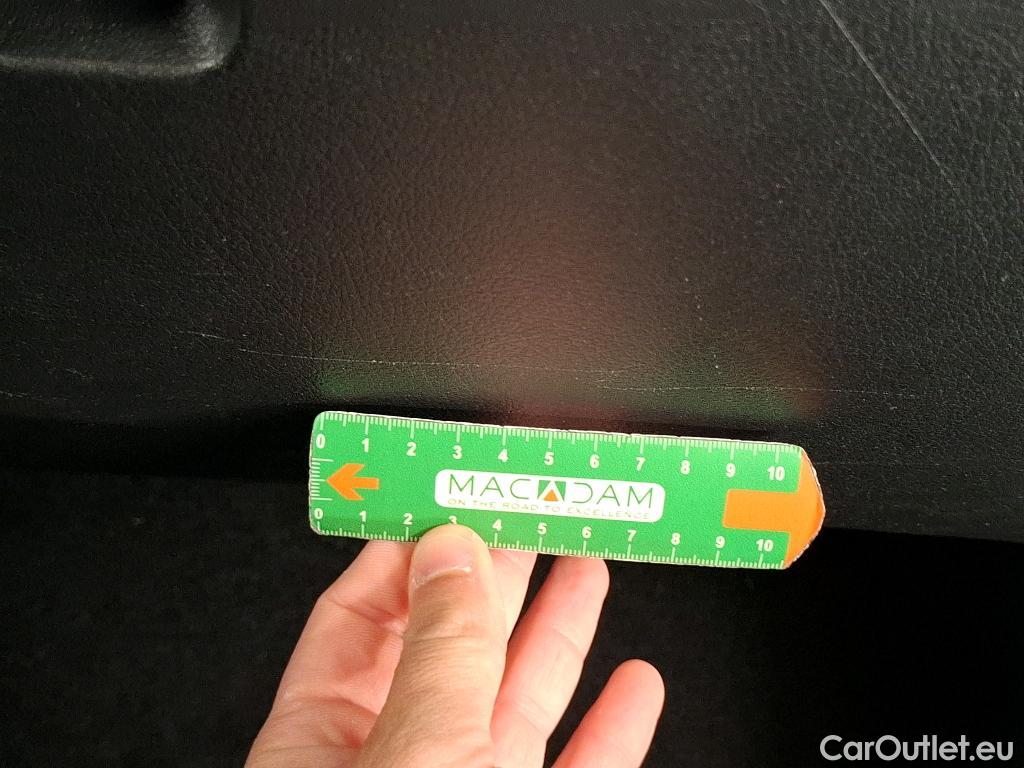 0 1 2 3 4 5 6 7 8 9 10
MACADAM
ON THE ROAD TO EXCELLENCE
0 1 2 3 4 5 6 7 8 9 10
CarOutlet.eu